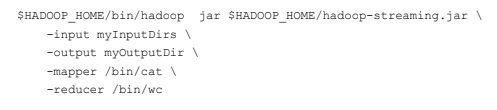 $HADOOP_HOME/bin/hadoop  jar $HADOOP_HOME/hadoop-streaming.jar \
    -input myInputDirs \
    -output myOutputDir \
    -mapper /bin/cat \
    -reducer /bin/wc